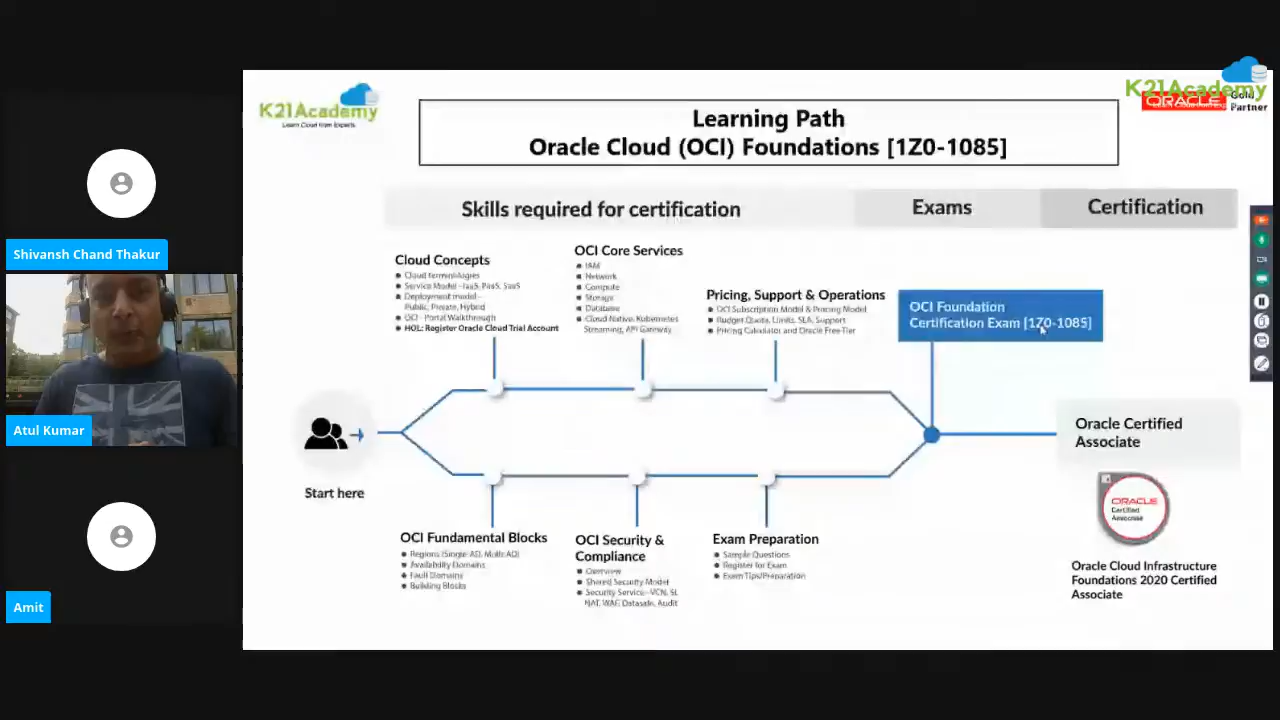 K21Academy
Learn Cloud from Experts
Learning Path
Oracle Cloud (OCI) Foundations [1Z0-1085]
K21Academy
ORACLE
Gold
Partner
Skills required for certification
Exams
Certification
Cloud Concepts
Cloud Terminologies
Service Model - IaaS, PaaS, SaaS
Deployment model -
Public, Private, Hybrid
OCI - Portal Walkthrough
HOL: Register Oracle Cloud Trial Account
OCI Core Services
IAM
Network
Compute
Storage
Database
Cloud Native, Kubernetes
Streaming, API Gateway
Pricing, Support & Operations
OCI Subscription Model & Pricing Model
Budget Quota, Limits, SLA, Support
Pricing Calculator and Oracle Free Tier
OCI Foundation
Certification Exam [1Z0-1085]
Start here
Oracle Certified
Associate
ORACLE
Certified
Associate
Oracle Cloud Infrastructure
Foundations 2020 Certified
Associate
OCI Fundamental Blocks
Regions (Single-AD, Multi-AD)
Availability Domains
Fault Domains
Building Blocks
OCI Security &
Compliance
Overview
Shared Security Model
Security Service - VCN, SL
NAT, WAF, Datasafe, Audit
Exam Preparation
Sample Questions
Register for Exam
Exam Tips/Preparation
Shivansh Chand Thakur
Atul Kumar
Amit